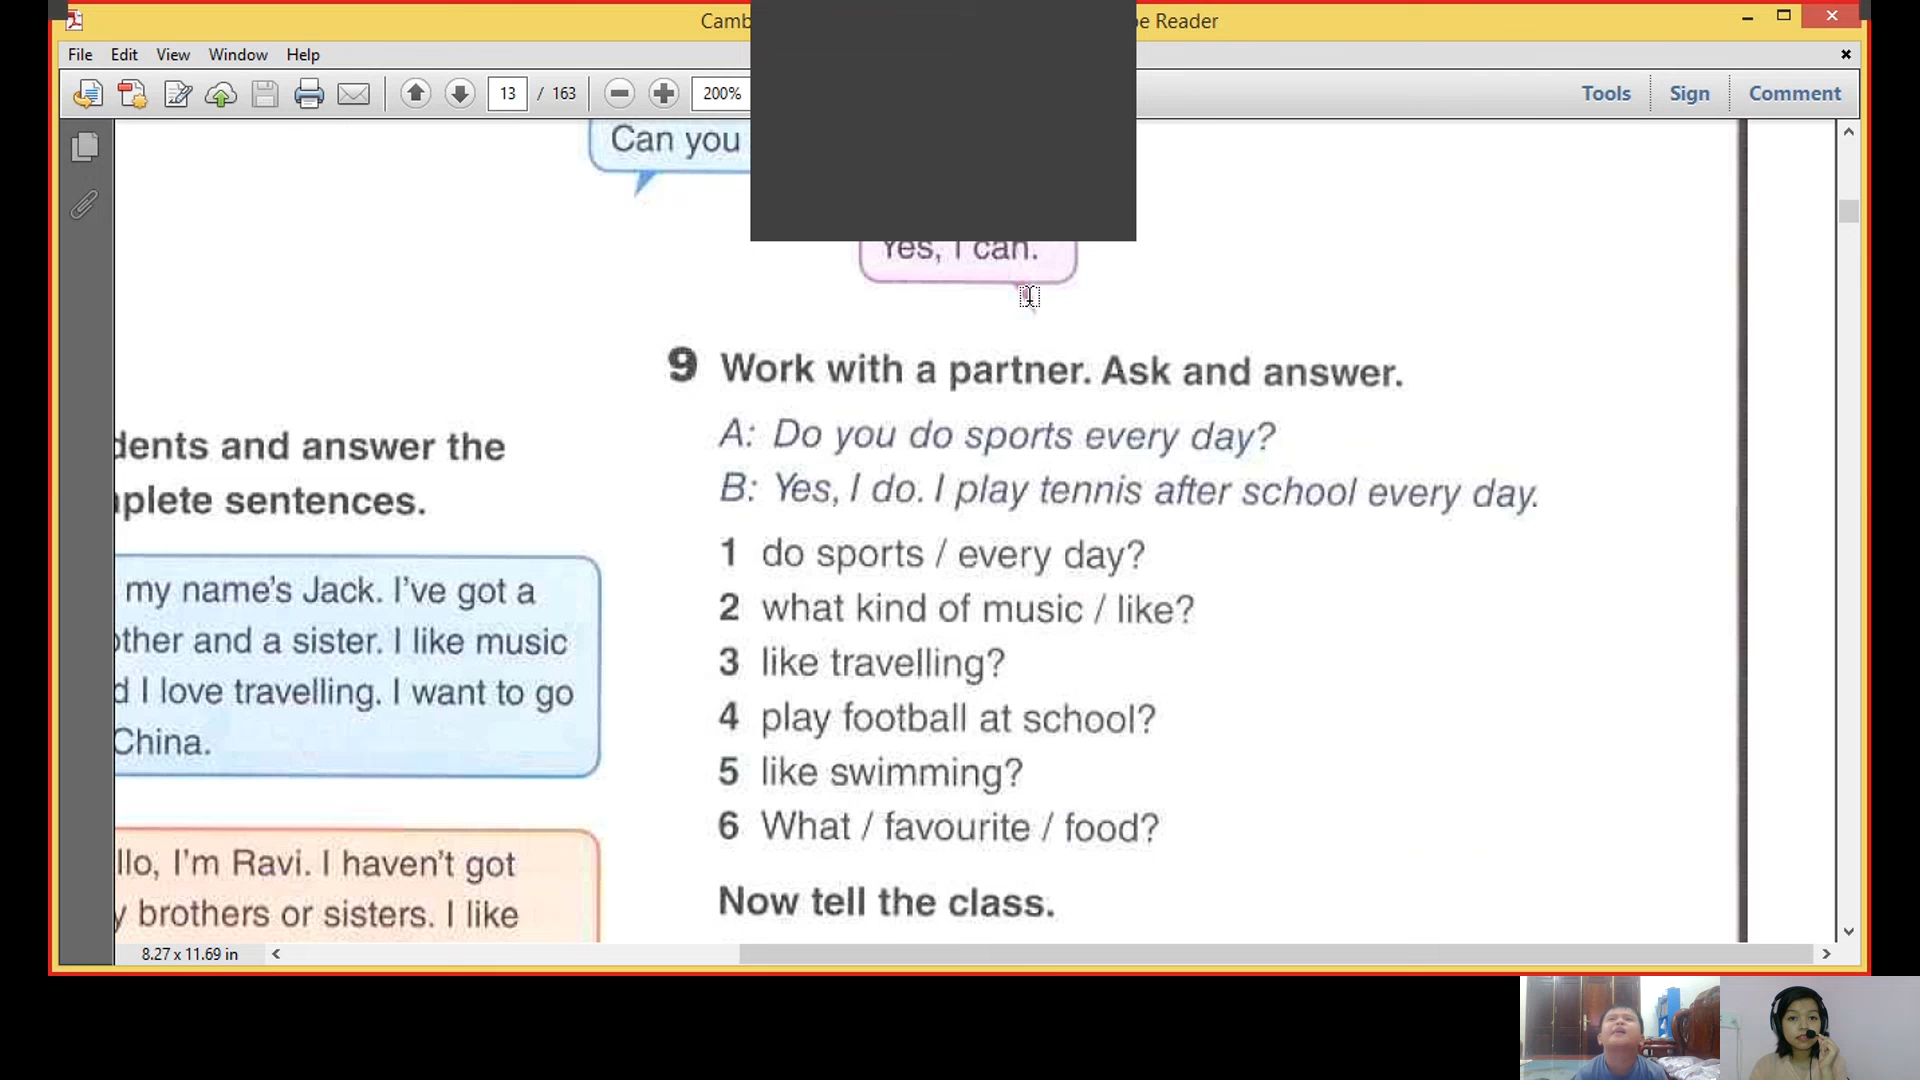 Camb
be Reader
File Edit View Window Help
13 / 163
200%
Tools Sign Comment
Can you
Yes, I can.
9 Work with a partner. Ask and answer.
A: Do you do sports every day?
B: Yes, I do. I play tennis after school every day.
1 do sports / every day?
2 what kind of music / like?
3 like travelling?
4 play football at school?
5 like swimming?
6 What / favourite / food?
Now tell the class.
dents and answer the
plete sentences.
my name's Jack. I've got a
other and a sister. I like music
d I love travelling. I want to go
China.
llo, I'm Ravi. I haven't got
y brothers or sisters. I like
8.27 x 11.69 in